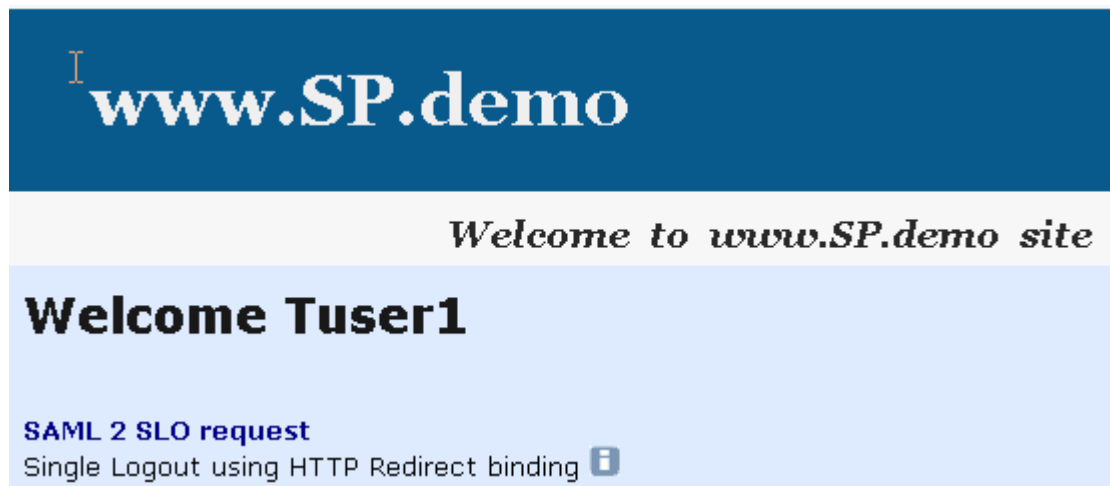 www.SP.demo
Welcome to www.SP.demo site
Welcome Tuser1
SAML 2 SLO request
Single Logout using HTTP Redirect binding